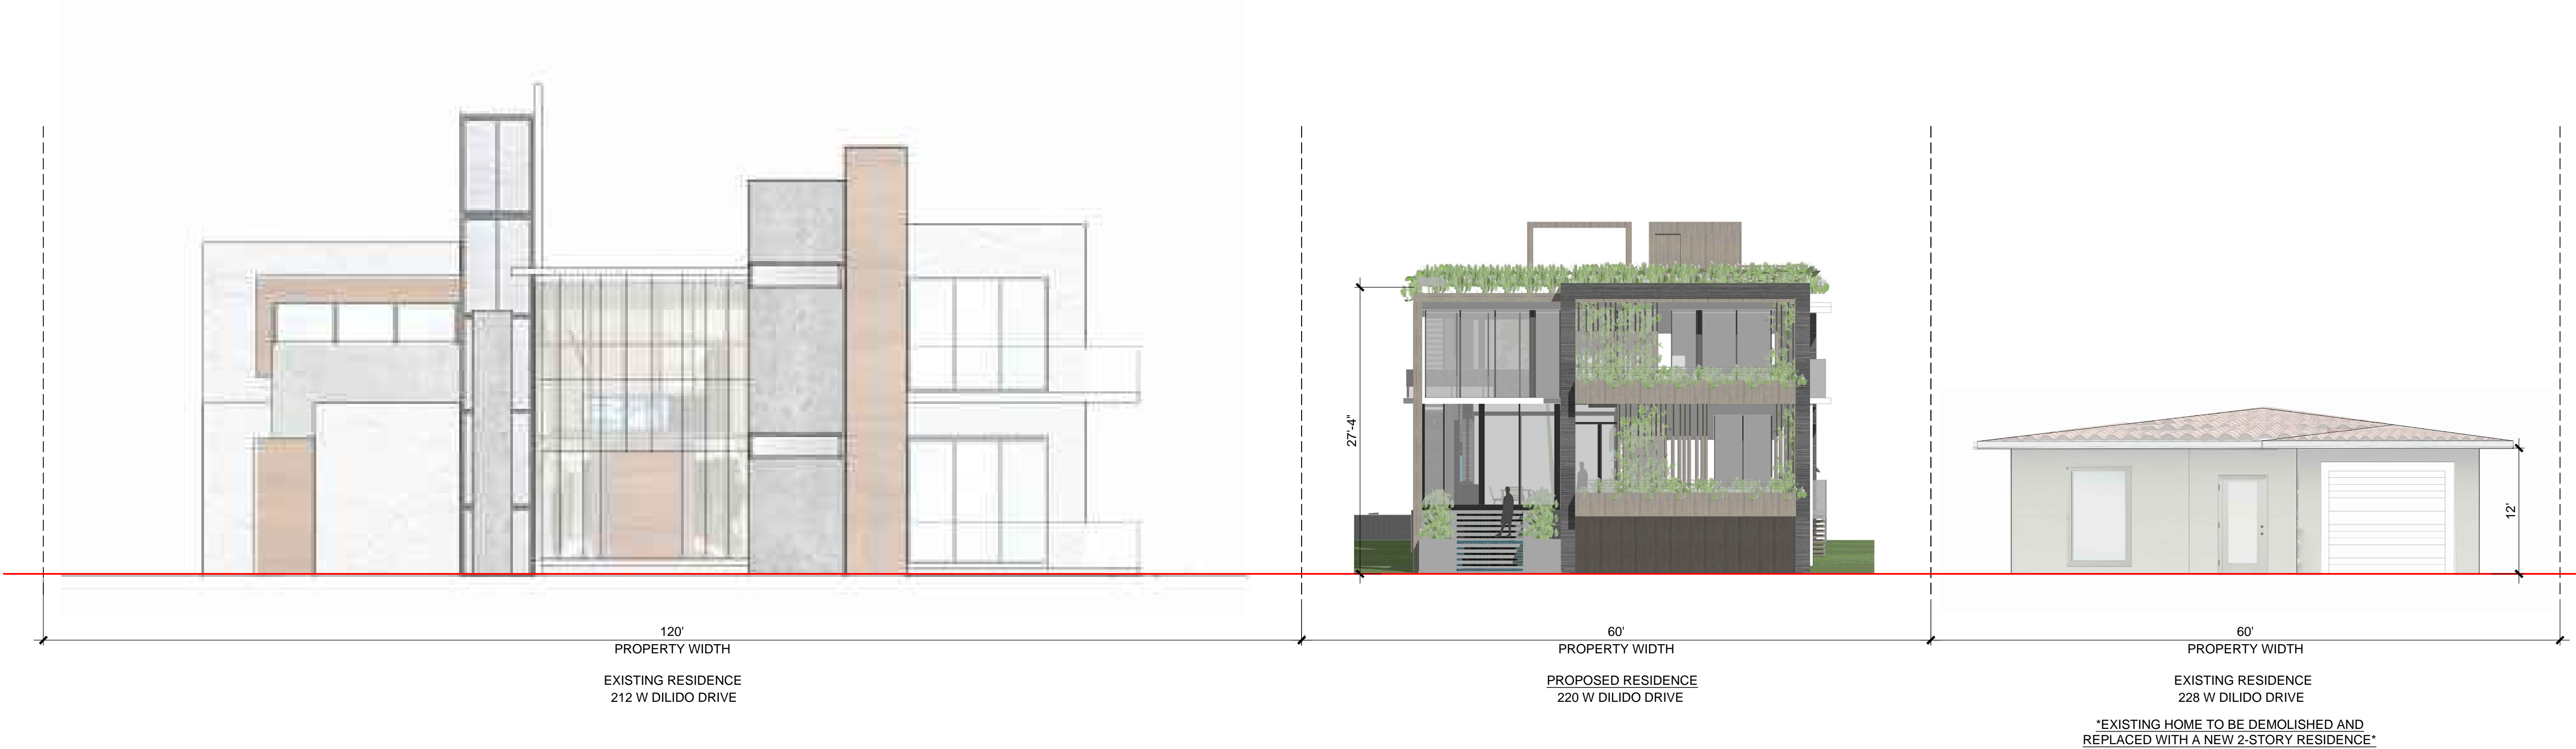 27'-4"
12'
120'
PROPERTY WIDTH
EXISTING RESIDENCE
212 W DILIDO DRIVE
60'
PROPERTY WIDTH
PROPOSED RESIDENCE
220 W DILIDO DRIVE
60'
PROPERTY WIDTH
EXISTING RESIDENCE
228 W DILIDO DRIVE
*EXISTING HOME TO BE DEMOLISHED AND
REPLACED WITH A NEW 2-STORY RESIDENCE*